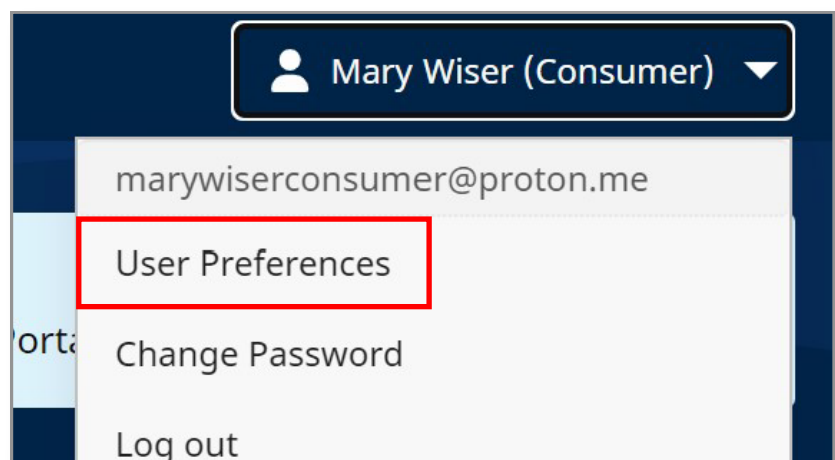 Mary Wiser (Consumer)
marywiserconsumer@proton.me
User Preferences
Change Password
Log out